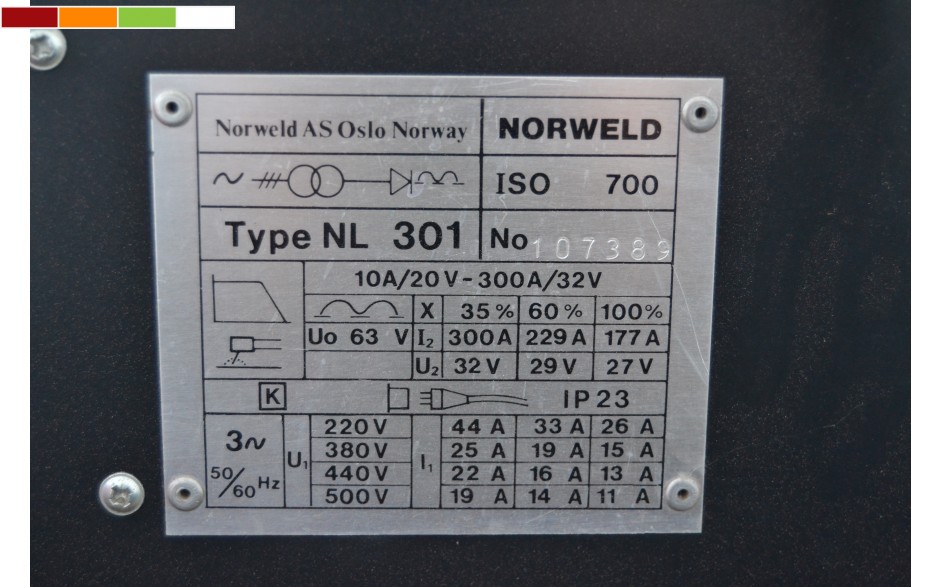 Norweld AS Oslo Norway NORWELD
ISO 700
Type NL 301 No 107389
10A/20V-300A/32V
X 35% 60% 100%
Uo 63 V I₂ 300A 229A 177A
U₂ 32V 29V 27V
K IP23
3~ 50/60 Hz U₁ I₁
220V 44 A 33 A 26 A
380V 25 A 19 A 15 A
440V 22 A 16 A 13 A
500V 19 A 14 A 11 A